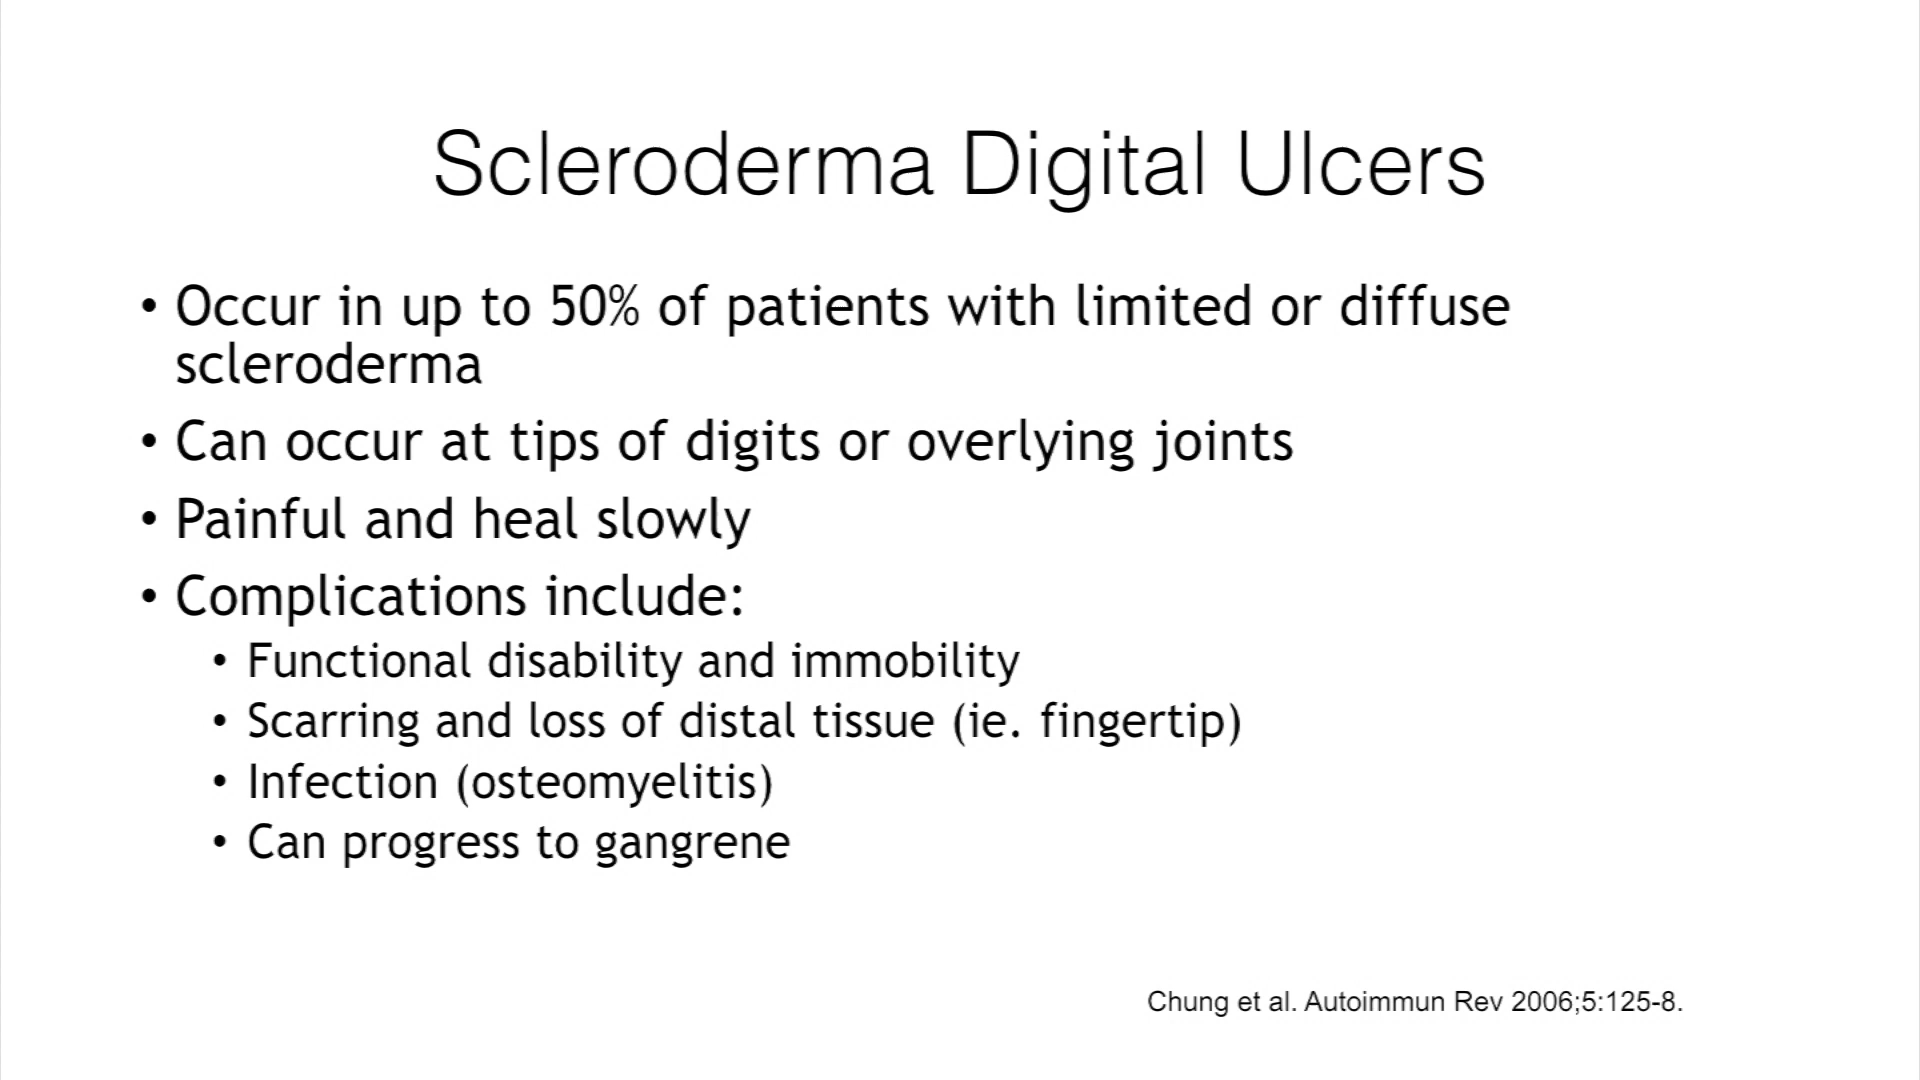 Scleroderma Digital Ulcers
• Occur in up to 50% of patients with limited or diffuse
scleroderma
• Can occur at tips of digits or overlying joints
• Painful and heal slowly
• Complications include:
• Functional disability and immobility
• Scarring and loss of distal tissue (ie. fingertip)
• Infection (osteomyelitis)
• Can progress to gangrene
Chung et al. Autoimmun Rev 2006;5:125-8.